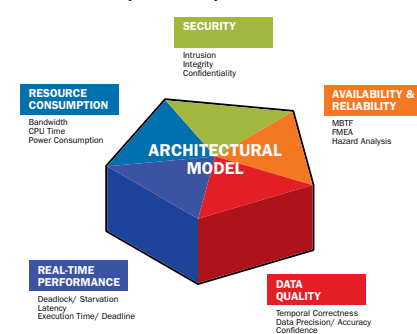 SECURITY
Intrusion
Integrity
Confidentiality
RESOURCE
CONSUMPTION
Bandwidth
CPU Time
Power Consumption
AVAILABILITY &
RELIABILITY
MBTF
FMEA
Hazard Analysis
ARCHITECTURAL
MODEL
REAL-TIME
PERFORMANCE
Deadlock/ Starvation
Latency
Execution Time/ Deadline
DATA
QUALITY
Temporal Correctness
Data Precision/ Accuracy
Confidence